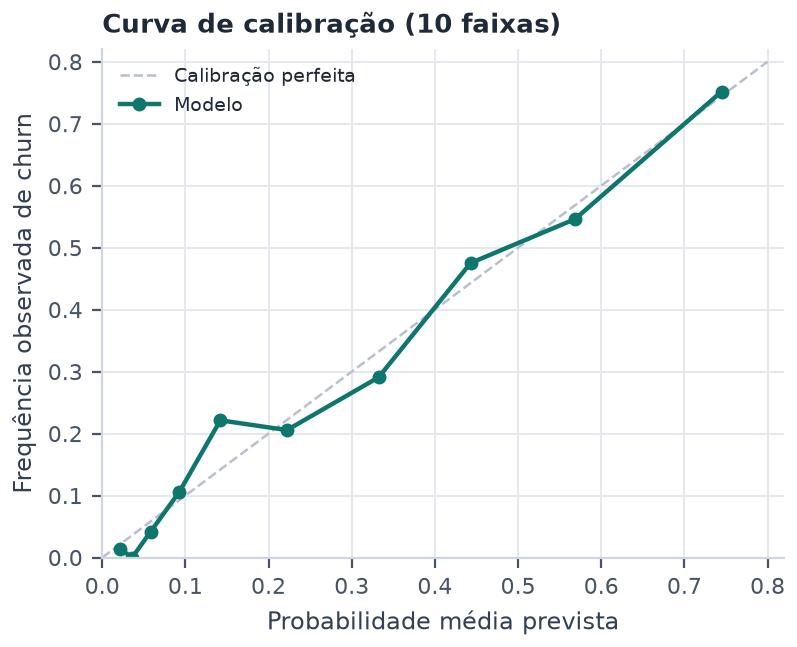 Curva de calibração (10 faixas)
Calibração perfeita
Modelo
Frequência observada de churn
0.8
0.7
0.6
0.5
0.4
0.3
0.2
0.1
0.0
0.0 0.1 0.2 0.3 0.4 0.5 0.6 0.7 0.8
Probabilidade média prevista